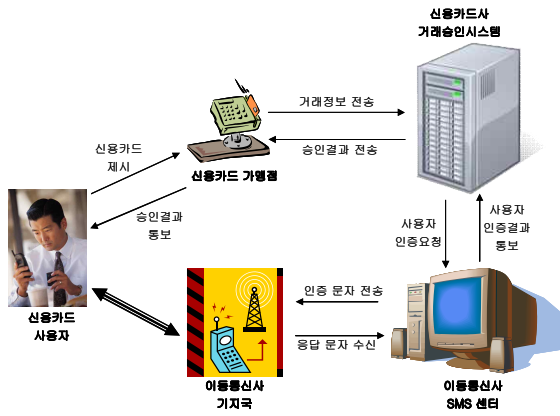 신용카드사
거래승인시스템
거래정보 전송
승인결과 전송
신용카드
제시
신용카드 가맹점
승인결과
통보
사용자
인증요청
사용자
인증결과
통보
인증 문자 전송
응답 문자 수신
신용카드
사용자
이동통신사
기지국
이동통신사
SMS 센터